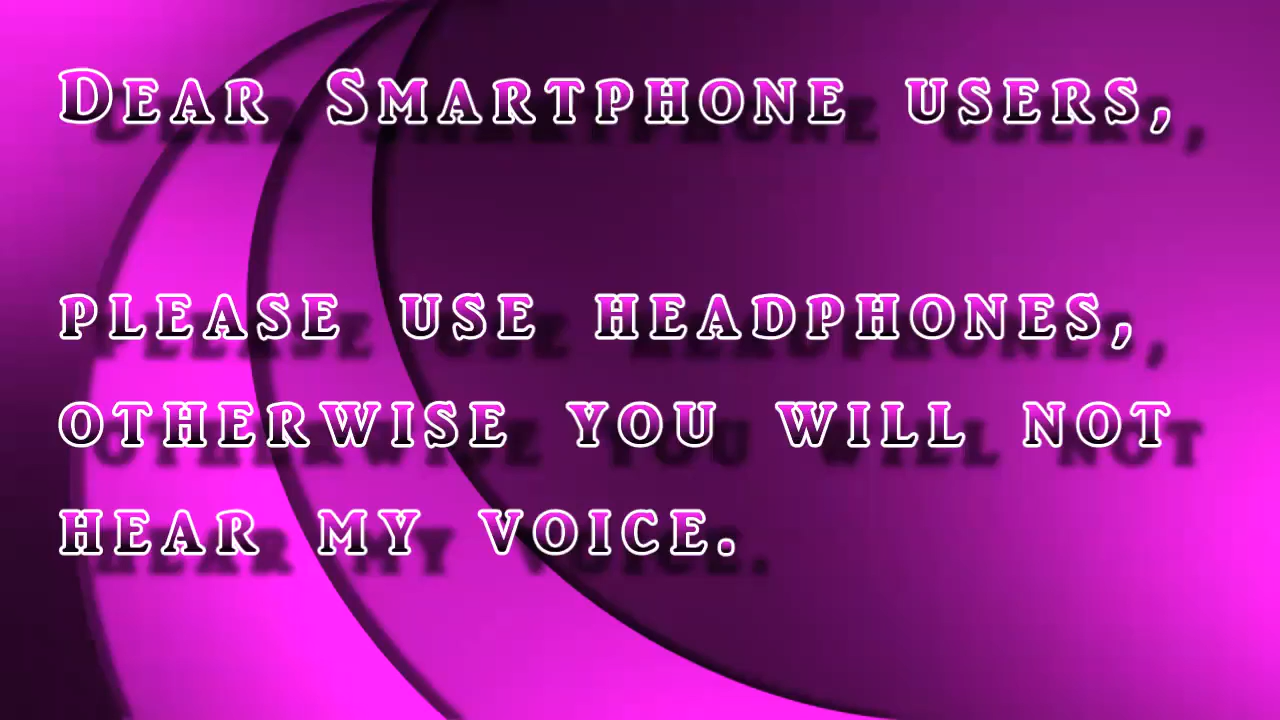 Dear Smartphone users,
please use headphones,
otherwise you will not
hear my voice.